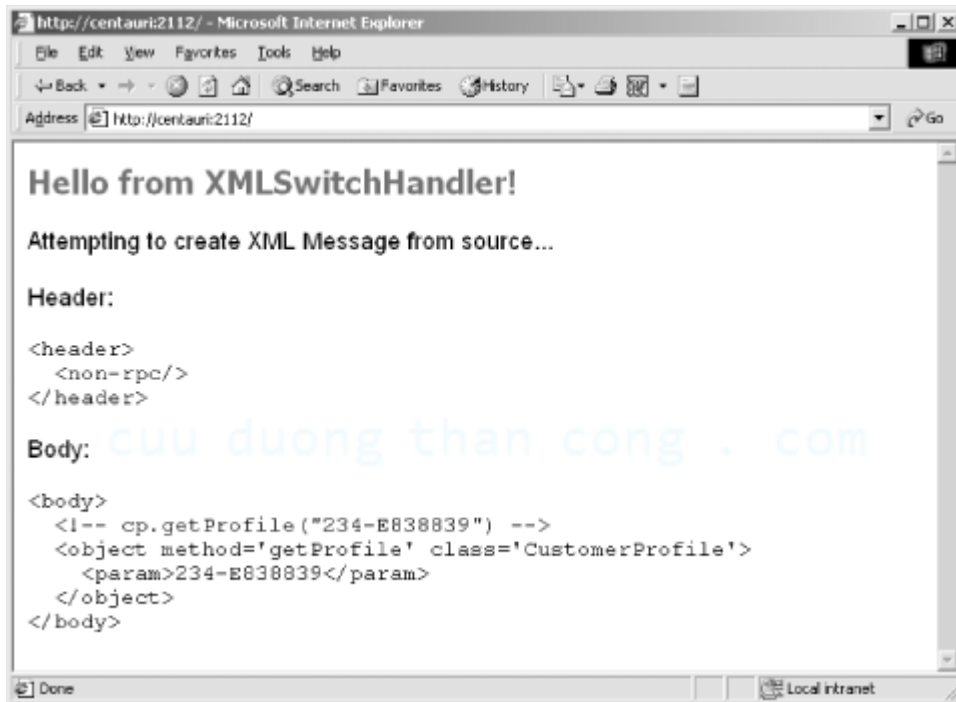 http://centauri:2112/ - Microsoft Internet Explorer
File Edit View Favorites Tools Help
Back Search Favorites History
Address http://centauri:2112/ Go
Hello from XMLSwitchHandler!
Attempting to create XML Message from source...
Header:
<header>
  <non-rpc/>
</header>
cuu duong than cong . com
Body:
<body>
  <!-- cp.getProfile("234-E838839") -->
  <object method='getProfile' class='CustomerProfile'>
    <param>234-E838839</param>
  </object>
</body>
Done Local intranet